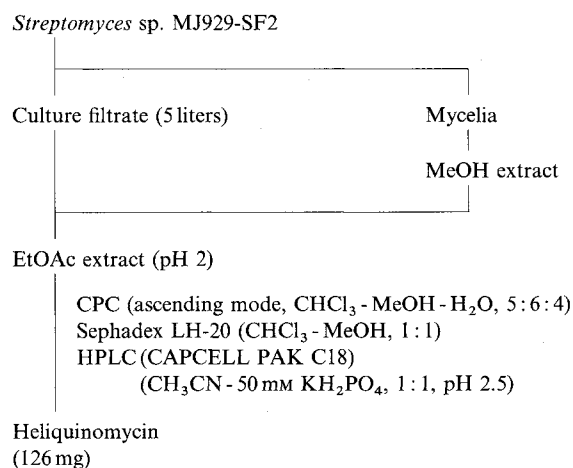 Streptomyces sp. MJ929-SF2
Culture filtrate (5 liters) Mycelia
MeOH extract
EtOAc extract (pH 2)
CPC (ascending mode, CHCl₃ - MeOH - H₂O, 5 : 6 : 4)
Sephadex LH-20 (CHCl₃ - MeOH, 1 : 1)
HPLC (CAPCELL PAK C18)
(CH₃CN - 50 mM KH₂PO₄, 1 : 1, pH 2.5)
Heliquinomycin
(126 mg)